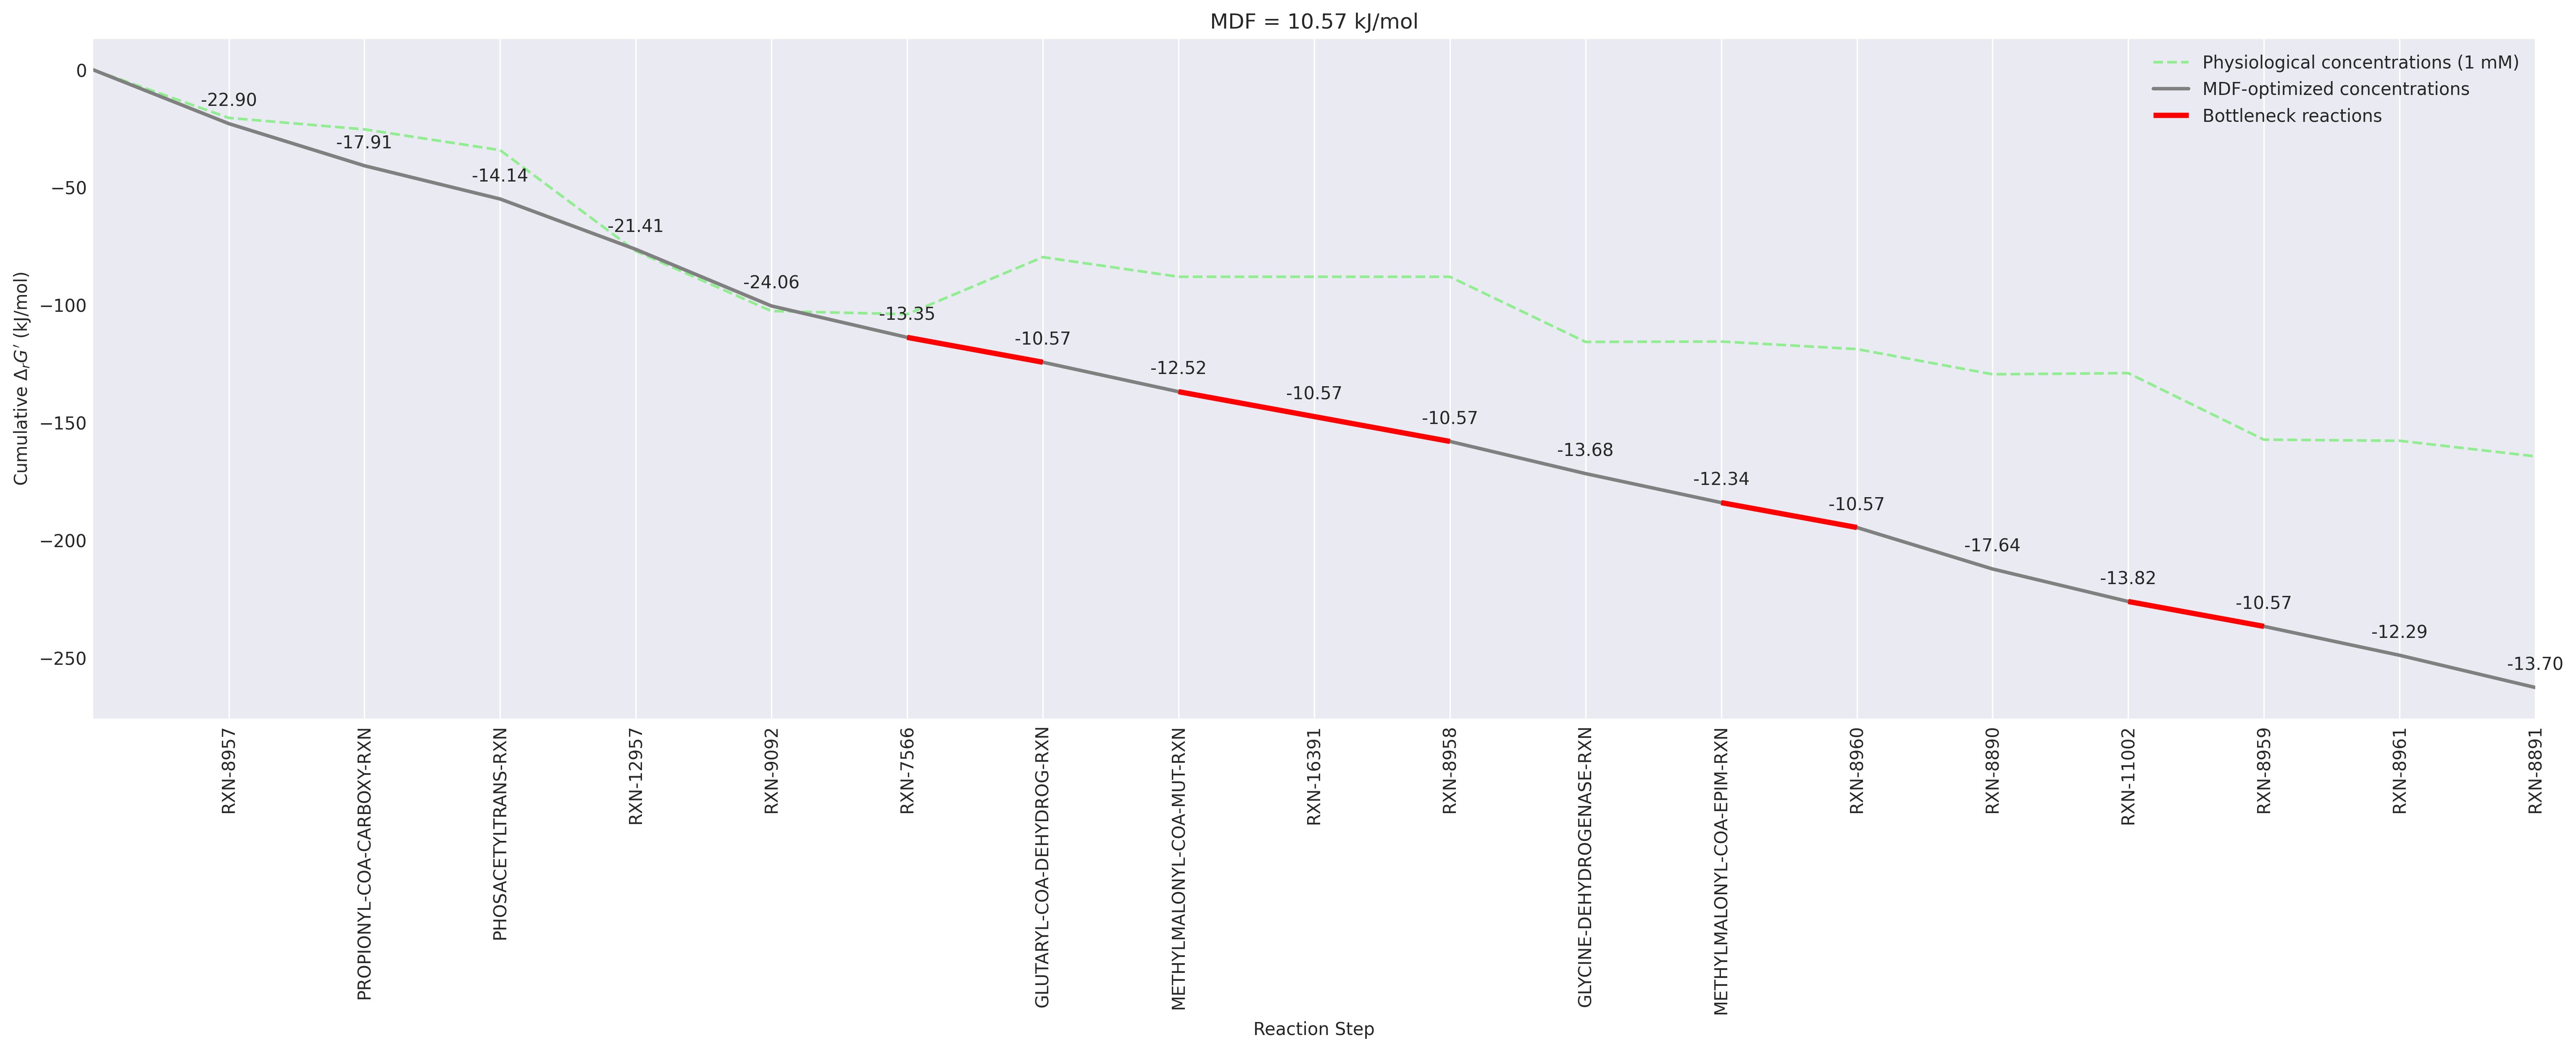 MDF = 10.57 kJ/mol
Physiological concentrations (1 mM)
MDF-optimized concentrations
Bottleneck reactions
Cumulative ΔrG′ (kJ/mol)
0
−50
−100
−150
−200
−250
-22.90
-17.91
-14.14
-21.41
-24.06
-13.35
-10.57
-12.52
-10.57
-10.57
-13.68
-12.34
-10.57
-17.64
-13.82
-10.57
-12.29
-13.70
RXN-8957
PROPIONYL-COA-CARBOXY-RXN
PHOSACETYLTRANS-RXN
RXN-12957
RXN-9092
RXN-7566
GLUTARYL-COA-DEHYDROG-RXN
METHYLMALONYL-COA-MUT-RXN
RXN-16391
RXN-8958
GLYCINE-DEHYDROGENASE-RXN
METHYLMALONYL-COA-EPIM-RXN
RXN-8960
RXN-8890
RXN-11002
RXN-8959
RXN-8961
RXN-8891
Reaction Step